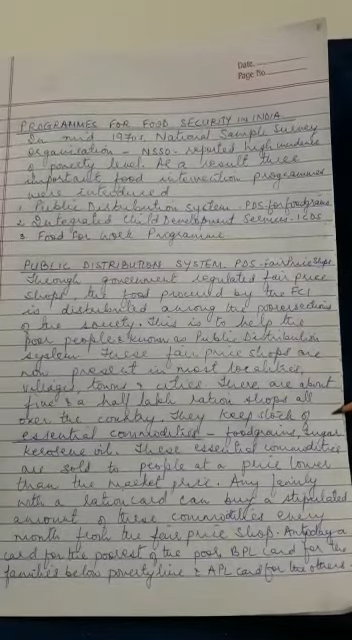 Date
Page No.
PROGRAMMES FOR FOOD SECURITY IN INDIA
In mid 1970s, National Sample Survey
Organisation - NSSO - reported high incidence
of poverty level. As a result three
important food intervention programmes
were introduced
1. Public Distribution System - PDS - for foodgrains
2 Integrated Child Development Services - ICDS
3 Food For Work Programme
PUBLIC DISTRIBUTION SYSTEM PDS - Fair Price Shops
Through government regulated fair price
shops, the food procured by the FCI
is distributed among the poorer sections
of the society. This is to help the
poor people & known as Public Distribution
System These fair price shops are
now present in most localities,
villages, towns & cities There are about
five & a half lakh ration shops all
over the country. They keep stock of
essential commodities - foodgrains, sugar
kerosene oil. These essential commodities
are sold to people at a price lower
than the market price. Any family
with a ration card can buy a stipulated
amount of these commodities every
month from the fair price shop. Antyodaya
card for the poorest of the poor, BPL card for the
families below poverty line & APL card for the others.